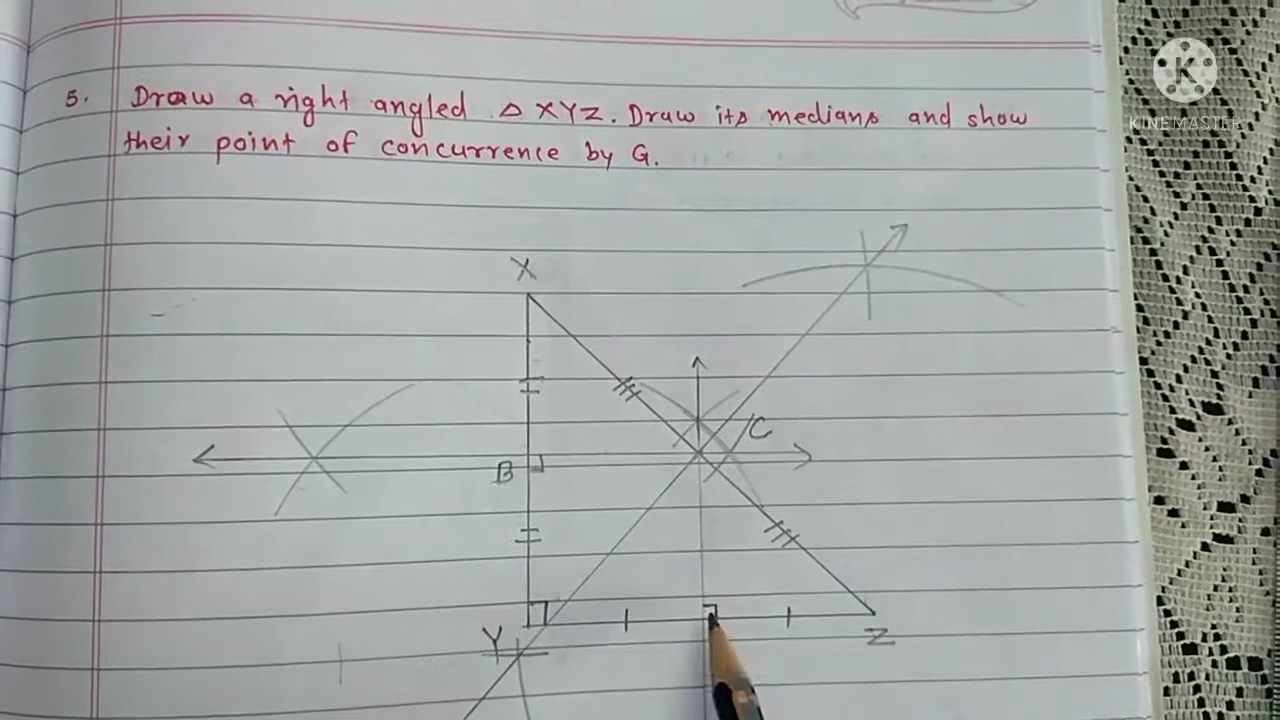 5. Draw a right angled △ XYZ. Draw its medians and show
their point of concurrence by G.
K
KINEMASTER
X
C
B
Y
Z